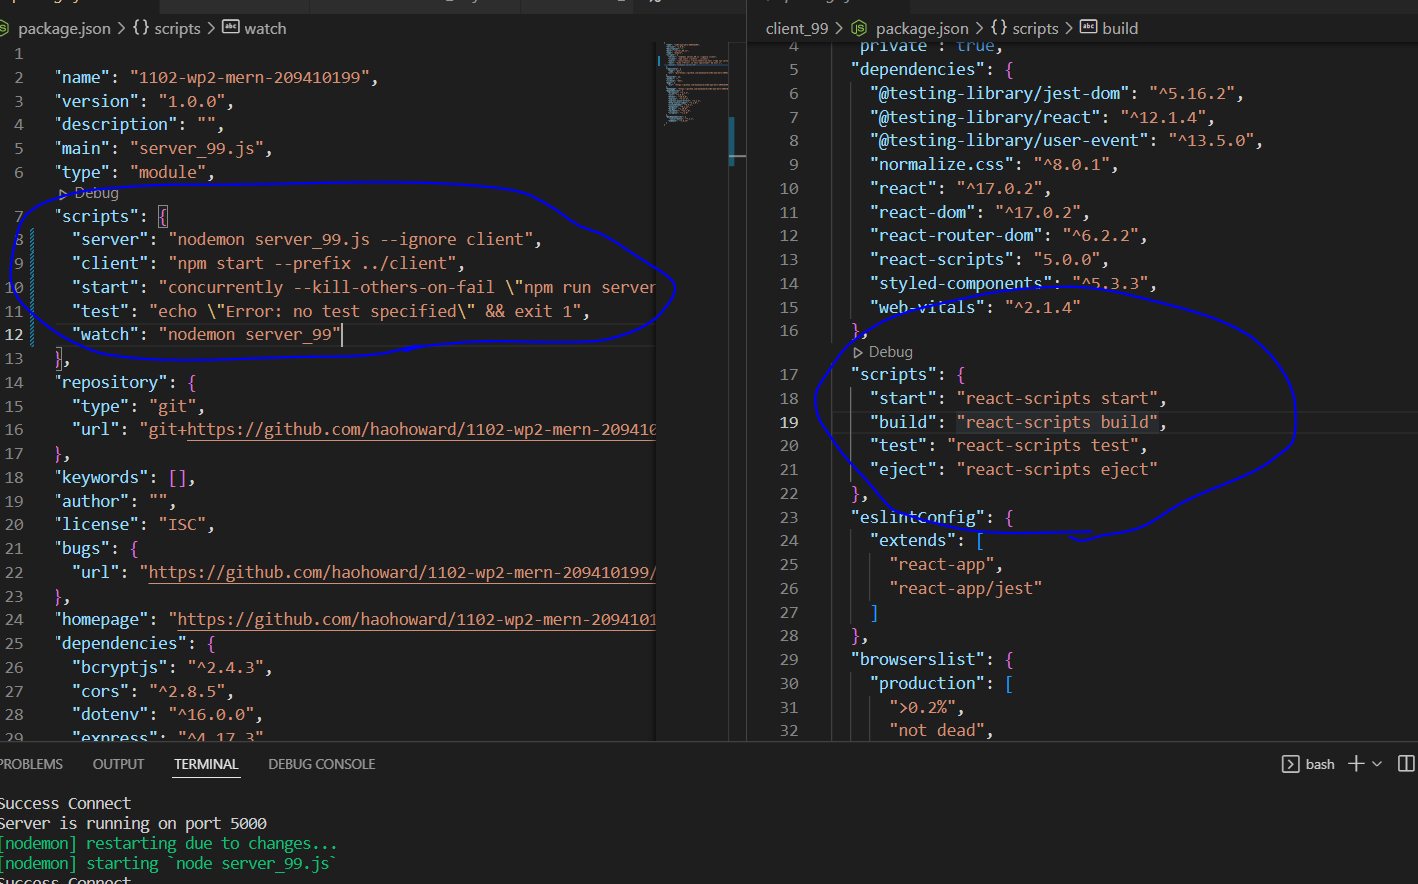 package.json > {} scripts > watch
1
2 "name": "1102-wp2-mern-209410199",
3 "version": "1.0.0",
4 "description": "",
5 "main": "server_99.js",
6 "type": "module",
Debug
7 "scripts": {
8 "server": "nodemon server_99.js --ignore client",
9 "client": "npm start --prefix ../client",
10 "start": "concurrently --kill-others-on-fail \"npm run server
11 "test": "echo \"Error: no test specified\" && exit 1",
12 "watch": "nodemon server_99"
13 },
14 "repository": {
15 "type": "git",
16 "url": "git+https://github.com/haohoward/1102-wp2-mern-209410
17 },
18 "keywords": [],
19 "author": "",
20 "license": "ISC",
21 "bugs": {
22 "url": "https://github.com/haohoward/1102-wp2-mern-209410199/
23 },
24 "homepage": "https://github.com/haohoward/1102-wp2-mern-2094101
25 "dependencies": {
26 "bcryptjs": "^2.4.3",
27 "cors": "^2.8.5",
28 "dotenv": "^16.0.0",
29 "express": "^4.17.3"
client_99 > package.json > {} scripts > build
4 "private": true,
5 "dependencies": {
6 "@testing-library/jest-dom": "^5.16.2",
7 "@testing-library/react": "^12.1.4",
8 "@testing-library/user-event": "^13.5.0",
9 "normalize.css": "^8.0.1",
10 "react": "^17.0.2",
11 "react-dom": "^17.0.2",
12 "react-router-dom": "^6.2.2",
13 "react-scripts": "5.0.0",
14 "styled-components": "^5.3.3",
15 "web-vitals": "^2.1.4"
16 },
Debug
17 "scripts": {
18 "start": "react-scripts start",
19 "build": "react-scripts build",
20 "test": "react-scripts test",
21 "eject": "react-scripts eject"
22 },
23 "eslintConfig": {
24 "extends": [
25 "react-app",
26 "react-app/jest"
27 ]
28 },
29 "browserslist": {
30 "production": [
31 ">0.2%",
32 "not dead",
PROBLEMS OUTPUT TERMINAL DEBUG CONSOLE
bash
Success Connect
Server is running on port 5000
[nodemon] restarting due to changes...
[nodemon] starting `node server_99.js`
Success Connect